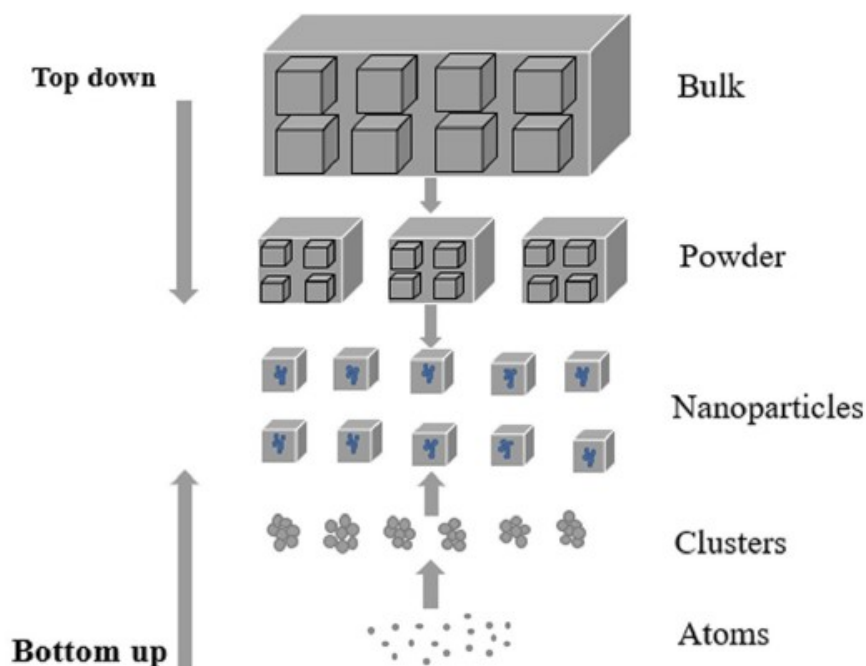 Top down
Bulk
Powder
Nanoparticles
Clusters
Atoms
Bottom up